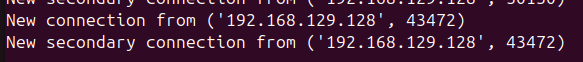 New secondary connection from ('192.168.129.128', 50150)
New connection from ('192.168.129.128', 43472)
New secondary connection from ('192.168.129.128', 43472)